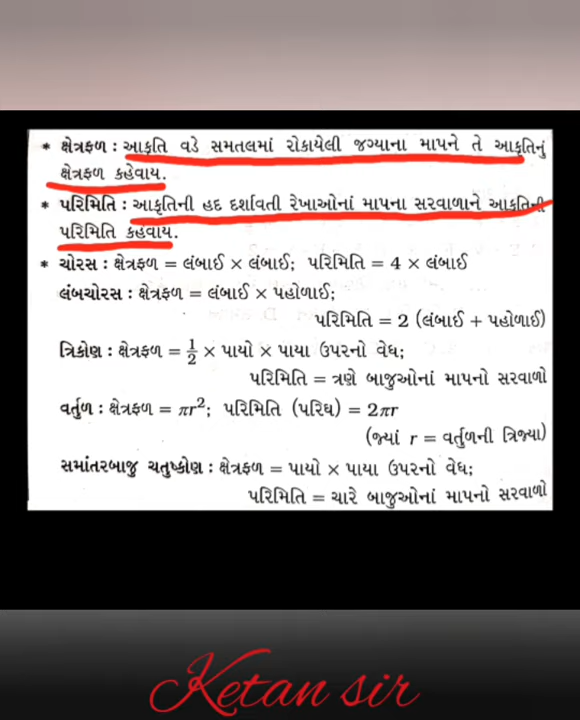 * ક્ષેત્રફળ : આકૃતિ વડે સમતલમાં રોકાયેલી જગ્યાના માપને તે આકૃતિનું
ક્ષેત્રફળ કહેવાય.
* પરિમિતિ : આકૃતિની હદ દર્શાવતી રેખાઓનાં માપના સરવાળાને આકૃતિની
પરિમિતિ કહેવાય.
* ચોરસ : ક્ષેત્રફળ = લંબાઈ × લંબાઈ; પરિમિતિ = 4 × લંબાઈ
લંબચોરસ : ક્ષેત્રફળ = લંબાઈ × પહોળાઈ;
પરિમિતિ = 2 (લંબાઈ + પહોળાઈ)
ત્રિકોણ : ક્ષેત્રફળ = 1/2 × પાયો × પાયા ઉપરનો વેધ;
પરિમિતિ = ત્રણે બાજુઓનાં માપનો સરવાળો
વર્તુળ : ક્ષેત્રફળ = πr²; પરિમિતિ (પરિઘ) = 2πr
(જ્યાં r = વર્તુળની ત્રિજ્યા)
સમાંતરબાજુ ચતુષ્કોણ : ક્ષેત્રફળ = પાયો × પાયા ઉપરનો વેધ;
પરિમિતિ = ચારે બાજુઓનાં માપનો સરવાળો
Ketan sir